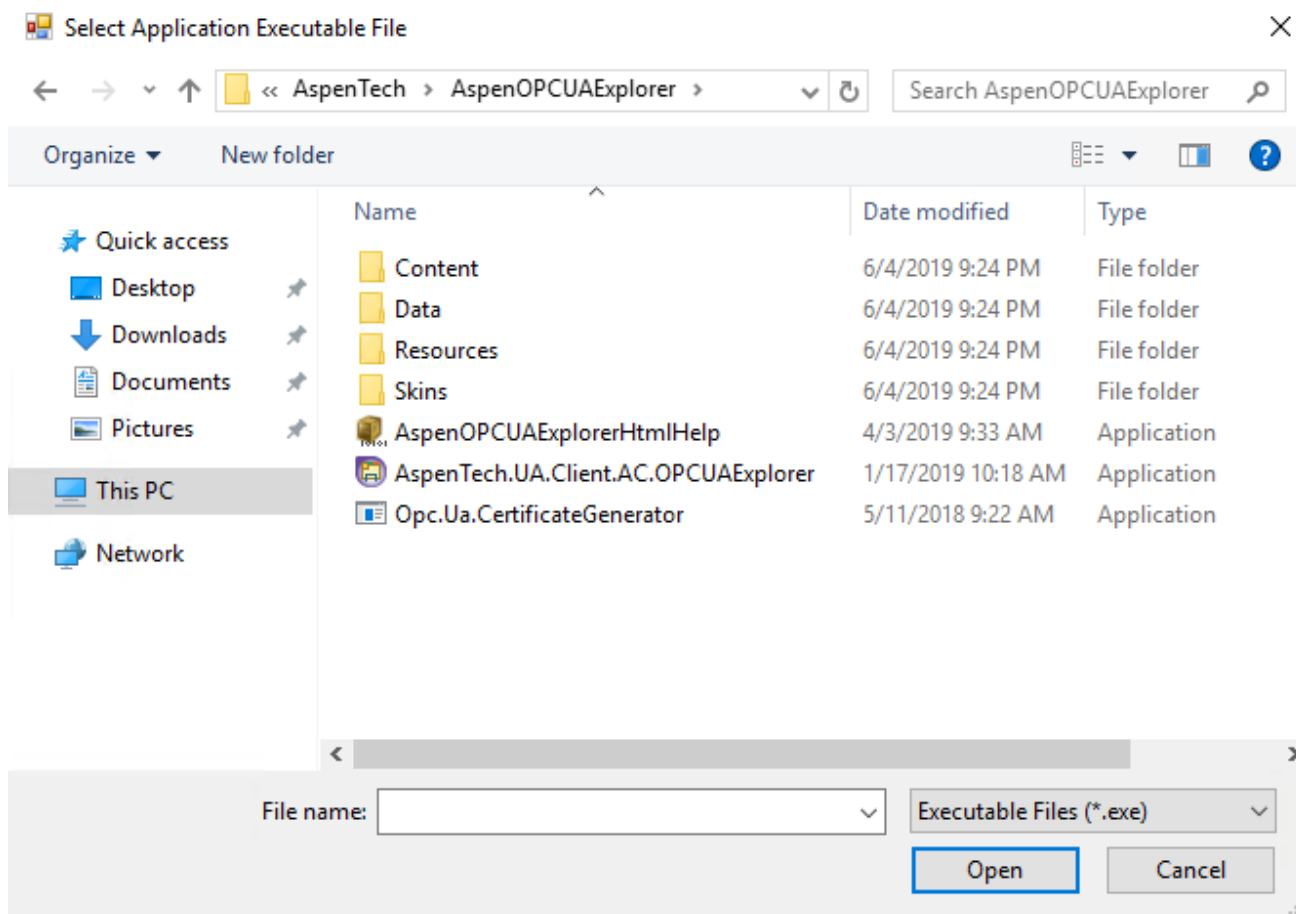 Select Application Executable File
« AspenTech > AspenOPCUAExplorer >
Search AspenOPCUAExplorer
Organize New folder
?
Name Date modified Type
Quick access
Desktop
Downloads
Documents
Pictures
This PC
Network
Content 6/4/2019 9:24 PM File folder
Data 6/4/2019 9:24 PM File folder
Resources 6/4/2019 9:24 PM File folder
Skins 6/4/2019 9:24 PM File folder
AspenOPCUAExplorerHtmlHelp 4/3/2019 9:33 AM Application
AspenTech.UA.Client.AC.OPCUAExplorer 1/17/2019 10:18 AM Application
Opc.Ua.CertificateGenerator 5/11/2018 9:22 AM Application
File name: Executable Files (*.exe)
Open Cancel